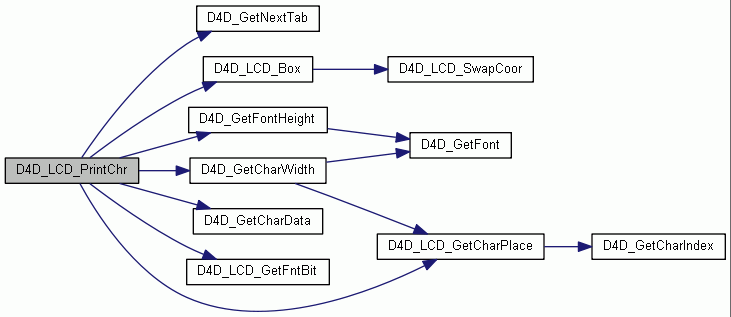 D4D_GetNextTab
D4D_LCD_Box
D4D_LCD_SwapCoor
D4D_GetFontHeight
D4D_GetFont
D4D_LCD_PrintChr
D4D_GetCharWidth
D4D_GetCharData
D4D_LCD_GetCharPlace
D4D_GetCharIndex
D4D_LCD_GetFntBit